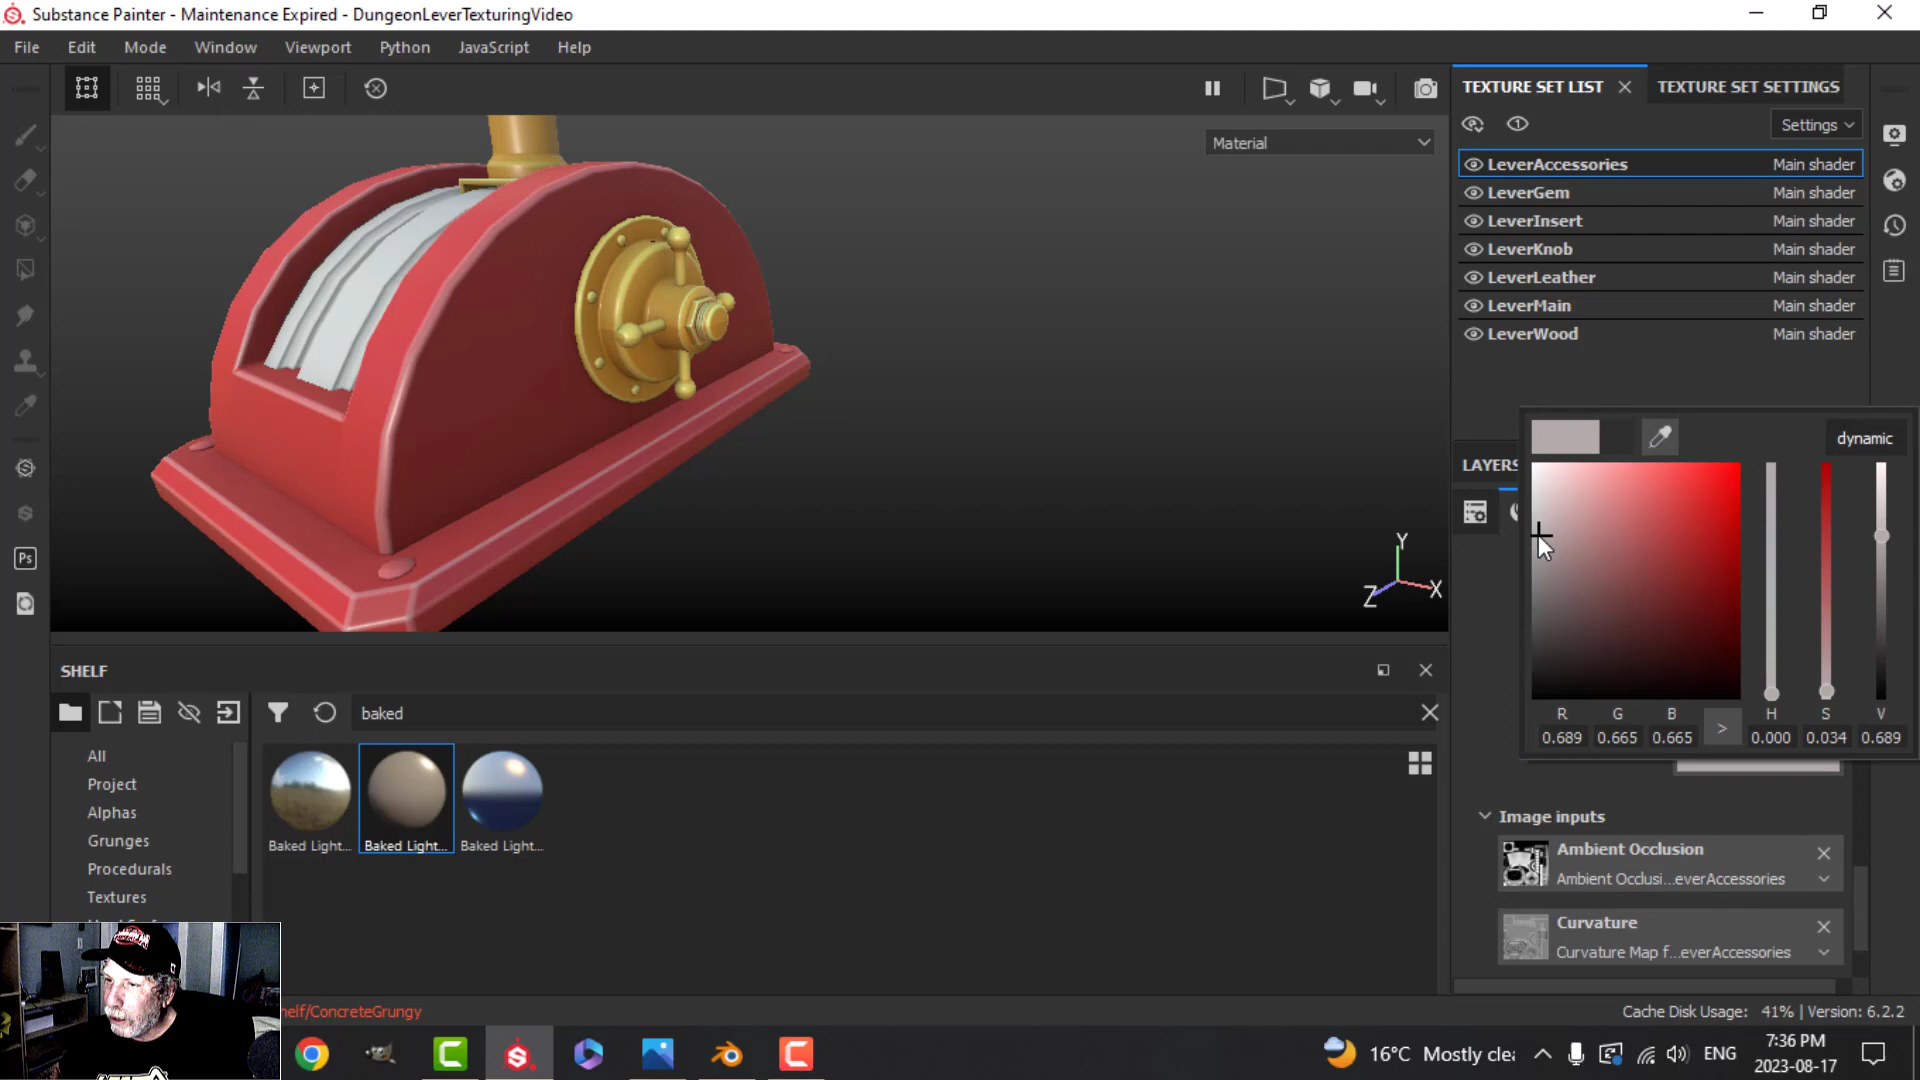 Substance Painter - Maintenance Expired - DungeonLeverTexturingVideo
File Edit Mode Window Viewport Python JavaScript Help
TEXTURE SET LIST TEXTURE SET SETTINGS
Settings
Material
LeverAccessories Main shader
LeverGem Main shader
LeverInsert Main shader
LeverKnob Main shader
LeverLeather Main shader
LeverMain Main shader
LeverWood Main shader
dynamic
LAYERS
Y
Z X
R G B > H S V
0.689 0.665 0.665 0.000 0.034 0.689
SHELF
baked
All
Project
Alphas
Grunges
Procedurals
Textures
Baked Light... Baked Light... Baked Light...
Image inputs
Ambient Occlusion
Ambient Occlusi...everAccessories
Curvature
Curvature Map f...everAccessories
helf/ConcreteGrungy
Cache Disk Usage: 41% | Version: 6.2.2
Ps
16°C Mostly clea
ENG
7:36 PM
2023-08-17